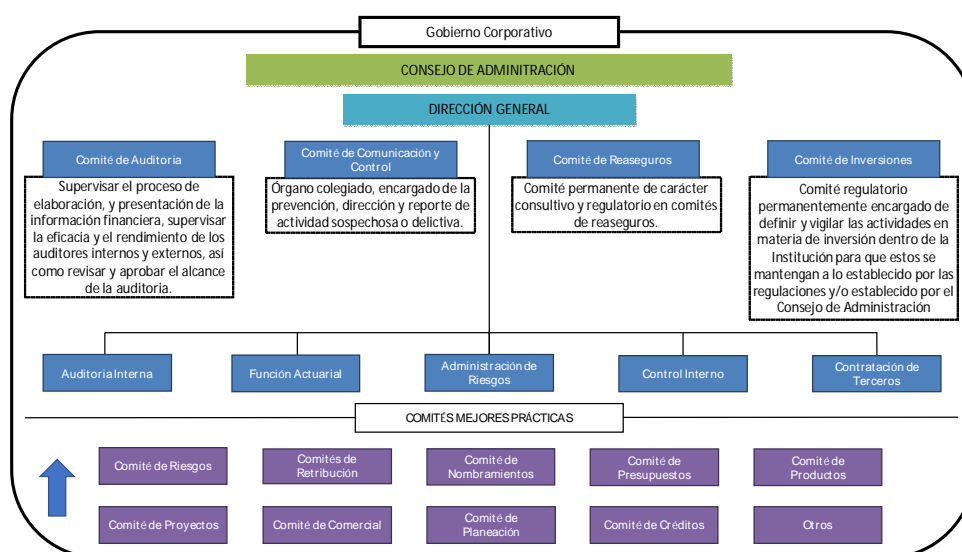 Gobierno Corporativo
CONSEJO DE ADMINITRACIÓN
DIRECCIÓN GENERAL
Comité de Auditoria
Supervisar el proceso de
elaboración, y presentación de la
información financiera, supervisar
la eficacia y el rendimiento de los
auditores internos y externos, así
como revisar y aprobar el alcance
de la auditoria.
Comité de Comunicación y
Control
Órgano colegiado, encargado de la
prevención, dirección y reporte de
actividad sospechosa o delictiva.
Comité de Reaseguros
Comité permanente de carácter
consultivo y regulatorio en comités
de reaseguros.
Comité de Inversiones
Comité regulatorio
permanentemente encargado de
definir y vigilar las actividades en
materia de inversión dentro de la
Institución para que estos se
mantengan a lo establecido por las
regulaciones y/o establecido por el
Consejo de Administración
Auditoria Interna
Función Actuarial
Administración de
Riesgos
Control Interno
Contratación de
Terceros
COMITÉS MEJORES PRÁCTICAS
Comité de Riesgos
Comités de
Retribución
Comité de
Nombramientos
Comité de
Presupuestos
Comité de
Productos
Comité de Proyectos
Comité de Comercial
Comité de
Planeación
Comité de Créditos
Otros